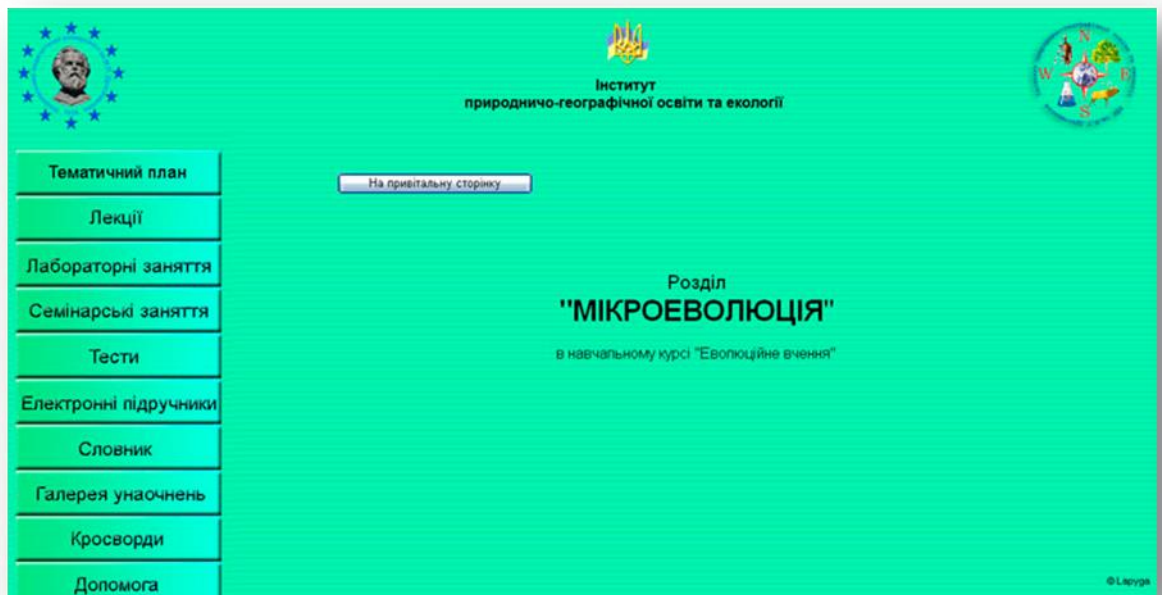 Інститут
природничо-географічної освіти та екології
N
W
E
S
На привітальну сторінку
Тематичний план
Лекції
Лабораторні заняття
Семінарські заняття
Тести
Електронні підручники
Словник
Галерея унаочнень
Кросворди
Допомога
Розділ
"МІКРОЕВОЛЮЦІЯ"
в навчальному курсі "Еволюційне вчення"
©Lapyga